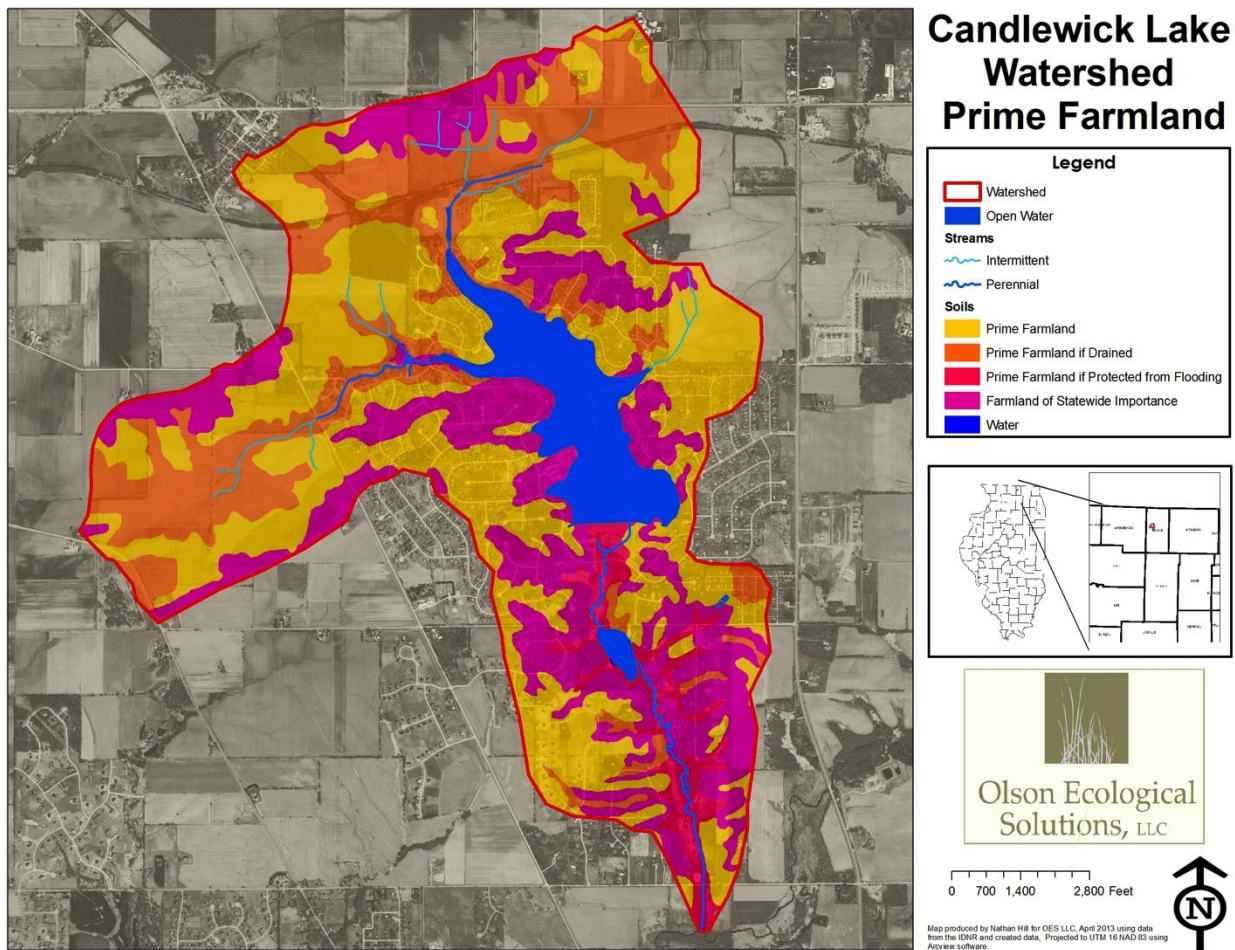 Candlewick Lake
Watershed
Prime Farmland
Legend
Watershed
Open Water
Streams
Intermittent
Perennial
Soils
Prime Farmland
Prime Farmland if Drained
Prime Farmland if Protected from Flooding
Farmland of Statewide Importance
Water
Olson Ecological
Solutions, LLC
0 700 1,400 2,800 Feet
N
Map produced by Nathan Hill for OES LLC, April 2013 using data
from the IDNR and created data, Projected to UTM 16 NAD 83 using
Arcview software.